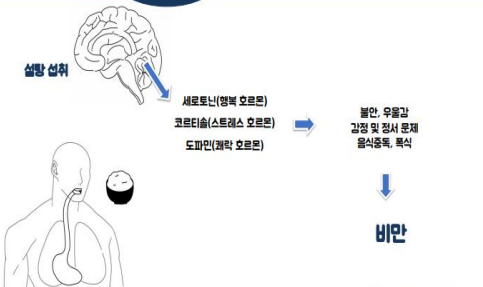 설탕 섭취
세로토닌(행복 호르몬)
코르티솔(스트레스 호르몬)
도파민(쾌락 호르몬)
불안, 우울감
감정 및 정서 문제
음식중독, 폭식
비만